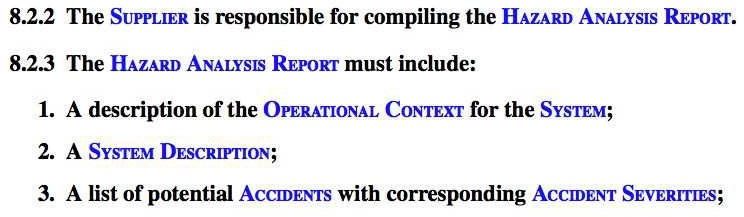 8.2.2 The Supplier is responsible for compiling the Hazard Analysis Report.
8.2.3 The Hazard Analysis Report must include:
1. A description of the Operational Context for the System;
2. A System Description;
3. A list of potential Accidents with corresponding Accident Severities;